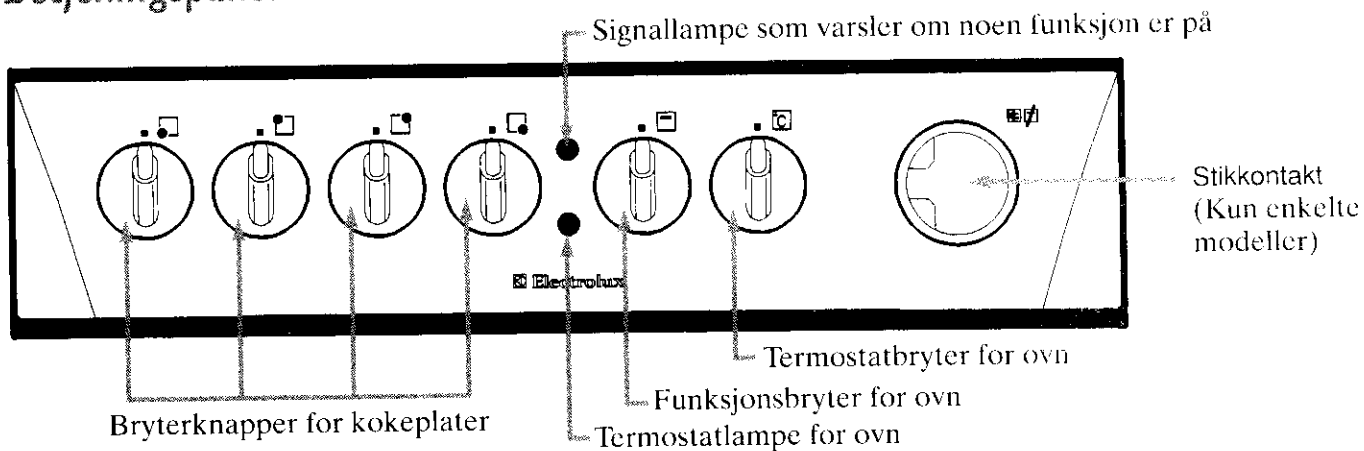 Signallampe som varsler om noen funksjon er på
°C
Electrolux
Stikkontakt
(Kun enkelte
modeller)
Termostatbryter for ovn
Funksjonsbryter for ovn
Bryterknapper for kokeplater
Termostatlampe for ovn